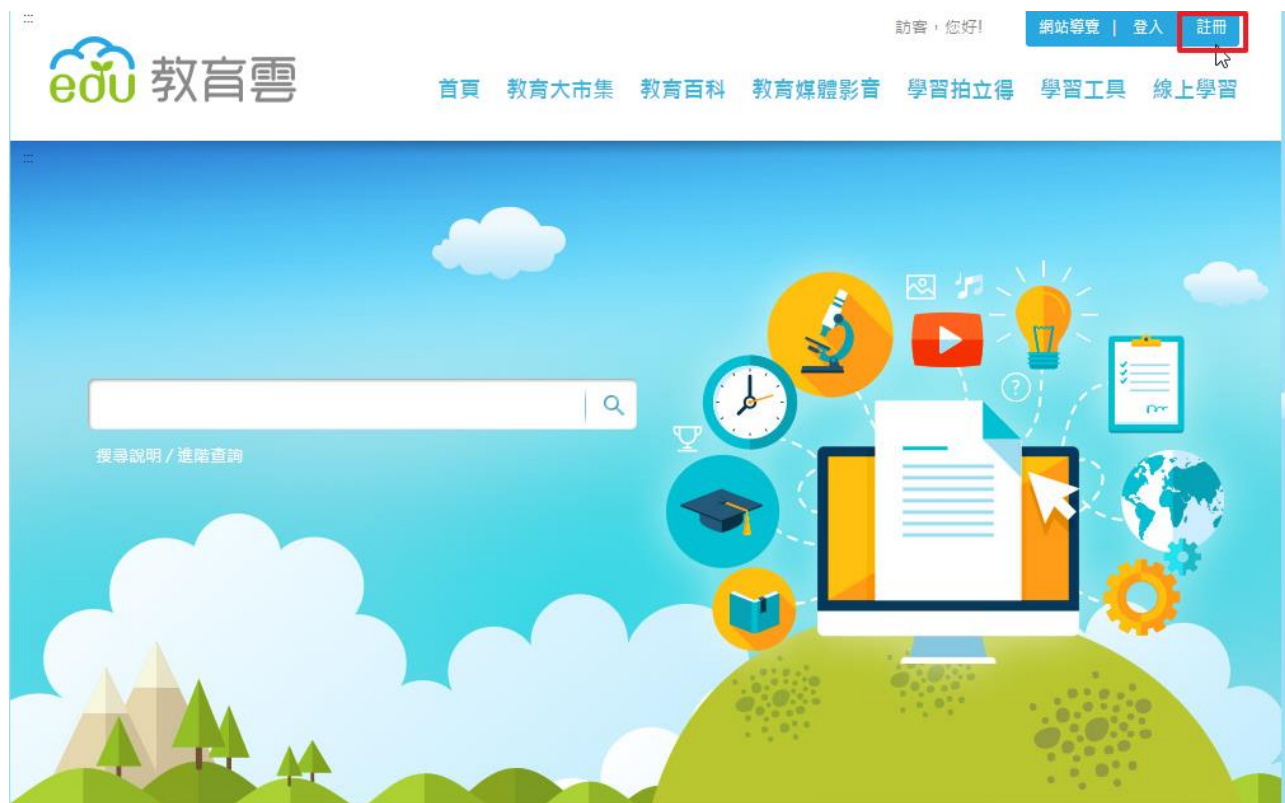 :::
訪客，您好!
網站導覽 | 登入 註冊
edu 教育雲
首頁 教育大市集 教育百科 教育媒體影音 學習拍立得 學習工具 線上學習
:::
搜尋說明 / 進階查詢
?